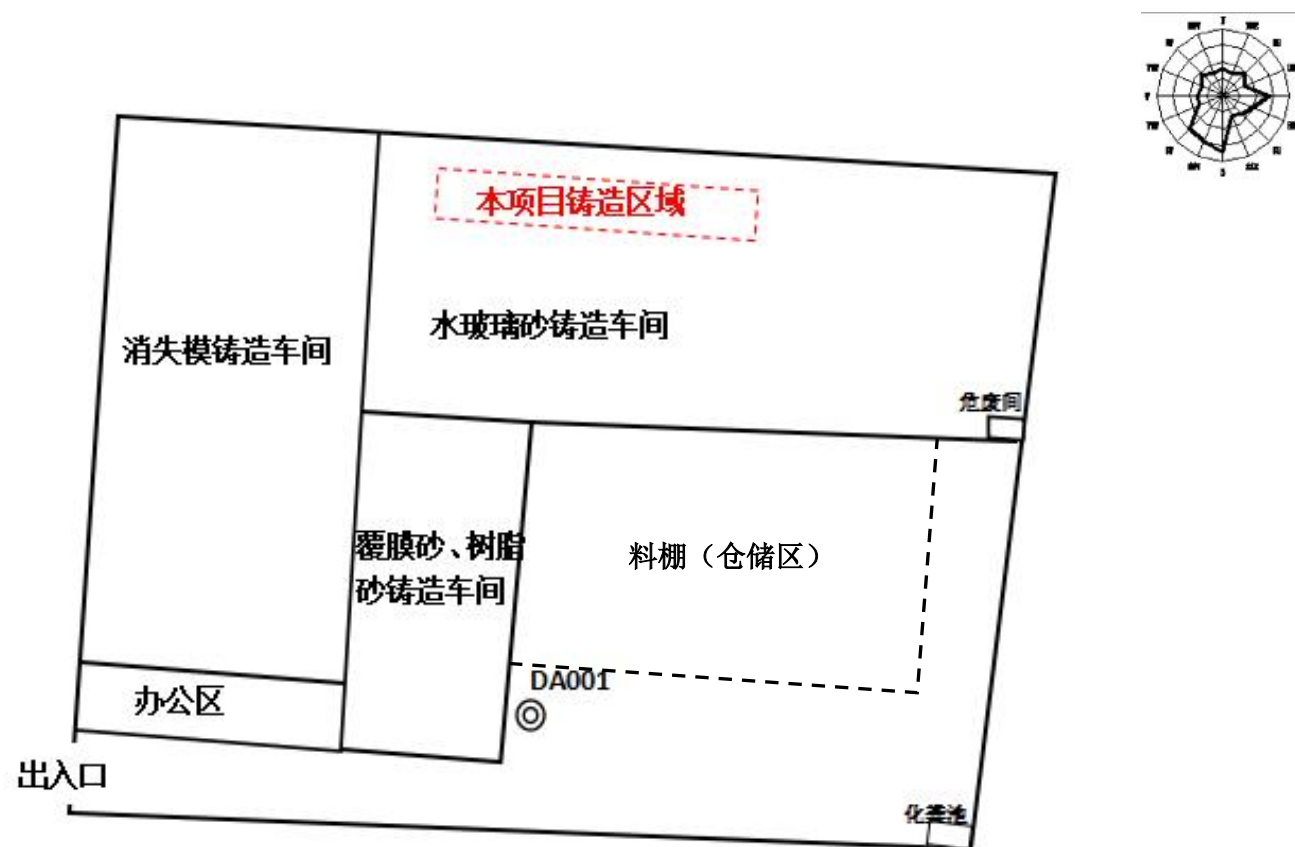 本项目铸造区域
水玻璃砂铸造车间
消失模铸造车间
危废间
覆膜砂、树脂
砂铸造车间
料棚（仓储区）
DA001
办公区
出入口
化粪池